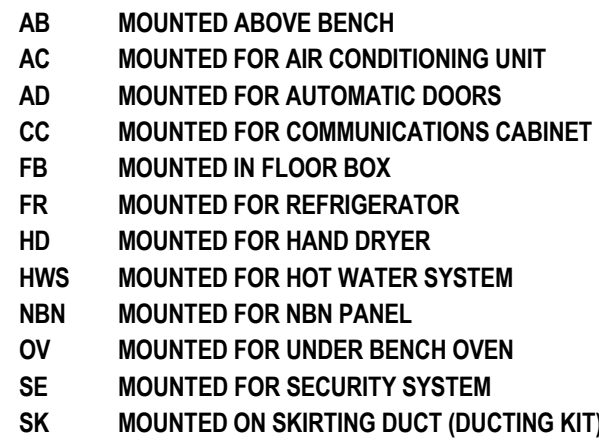 AB MOUNTED ABOVE BENCH
AC MOUNTED FOR AIR CONDITIONING UNIT
AD MOUNTED FOR AUTOMATIC DOORS
CC MOUNTED FOR COMMUNICATIONS CABINET
FB MOUNTED IN FLOOR BOX
FR MOUNTED FOR REFRIGERATOR
HD MOUNTED FOR HAND DRYER
HWS MOUNTED FOR HOT WATER SYSTEM
NBN MOUNTED FOR NBN PANEL
OV MOUNTED FOR UNDER BENCH OVEN
SE MOUNTED FOR SECURITY SYSTEM
SK MOUNTED ON SKIRTING DUCT (DUCTING KIT)